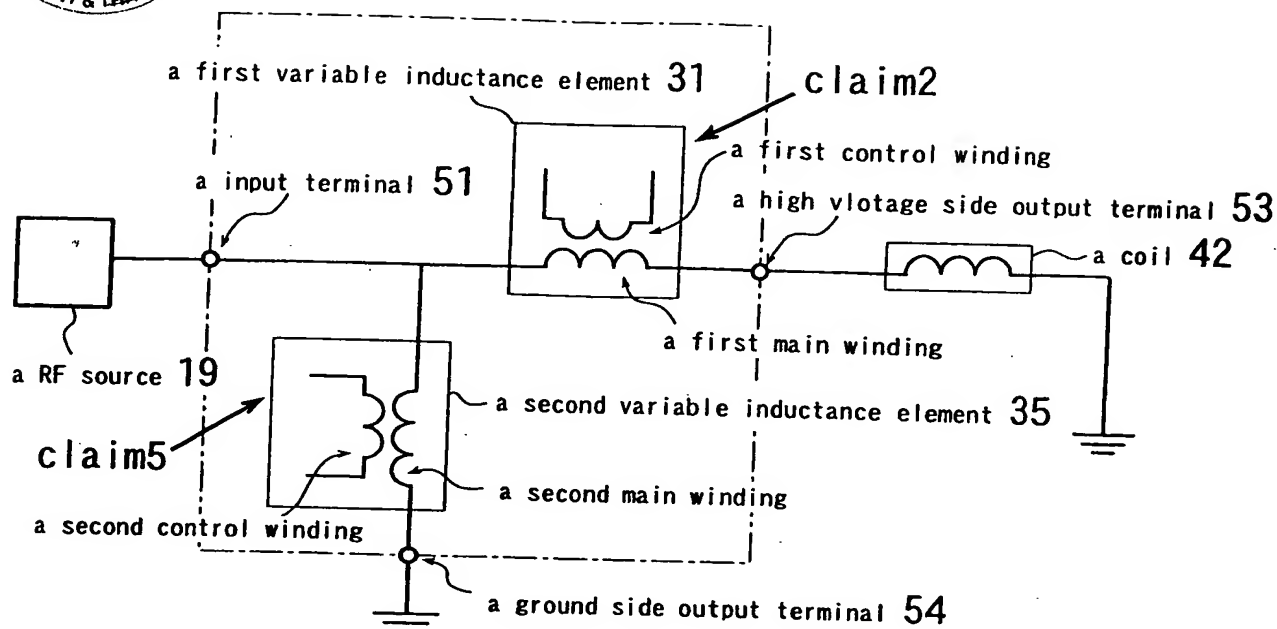 a first variable inductance element 31
claim2
a first control winding
a input terminal 51
a high vlotage side output terminal 53
a coil 42
a first main winding
a RF source 19
a second variable inductance element 35
claim5
a second main winding
a second control winding
a ground side output terminal 54